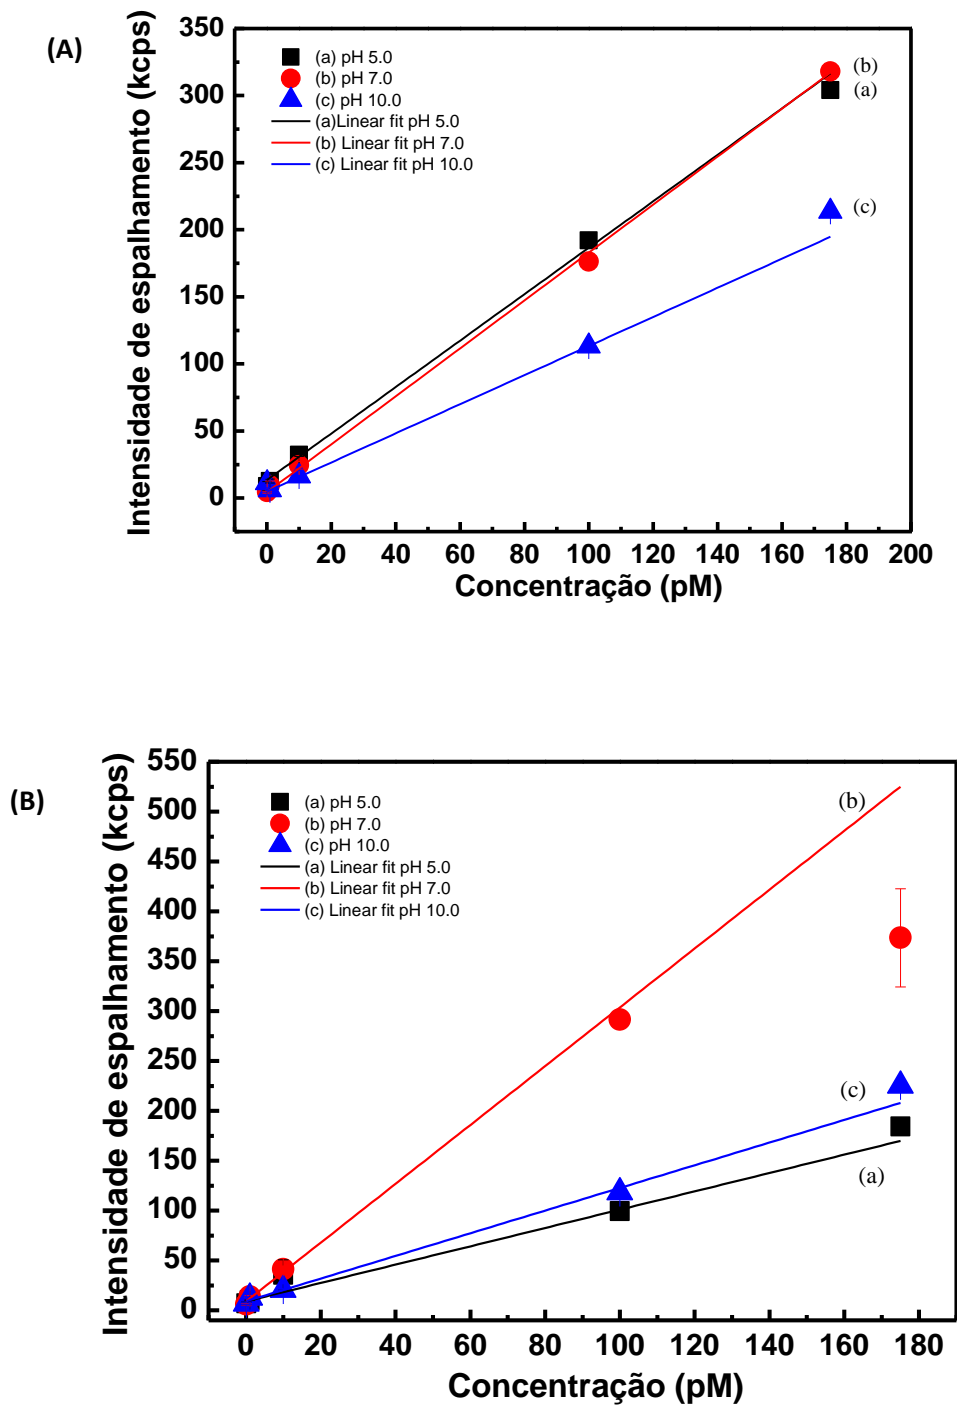 (A)
Intensidade de espalhamento (kcps)
350
300
250
200
150
100
50
0
(a) pH 5.0
(b) pH 7.0
(c) pH 10.0
(a)Linear fit pH 5.0
(b) Linear fit pH 7.0
(c) Linear fit pH 10.0
(b)
(a)
(c)
0 20 40 60 80 100 120 140 160 180 200
Concentração (pM)
(B)
Intensidade de espalhamento (kcps)
550
500
450
400
350
300
250
200
150
100
50
0
(a) pH 5.0
(b) pH 7.0
(c) pH 10.0
(a) Linear fit pH 5.0
(b) Linear fit pH 7.0
(c) Linear fit pH 10.0
(b)
(c)
(a)
0 20 40 60 80 100 120 140 160 180
Concentração (pM)